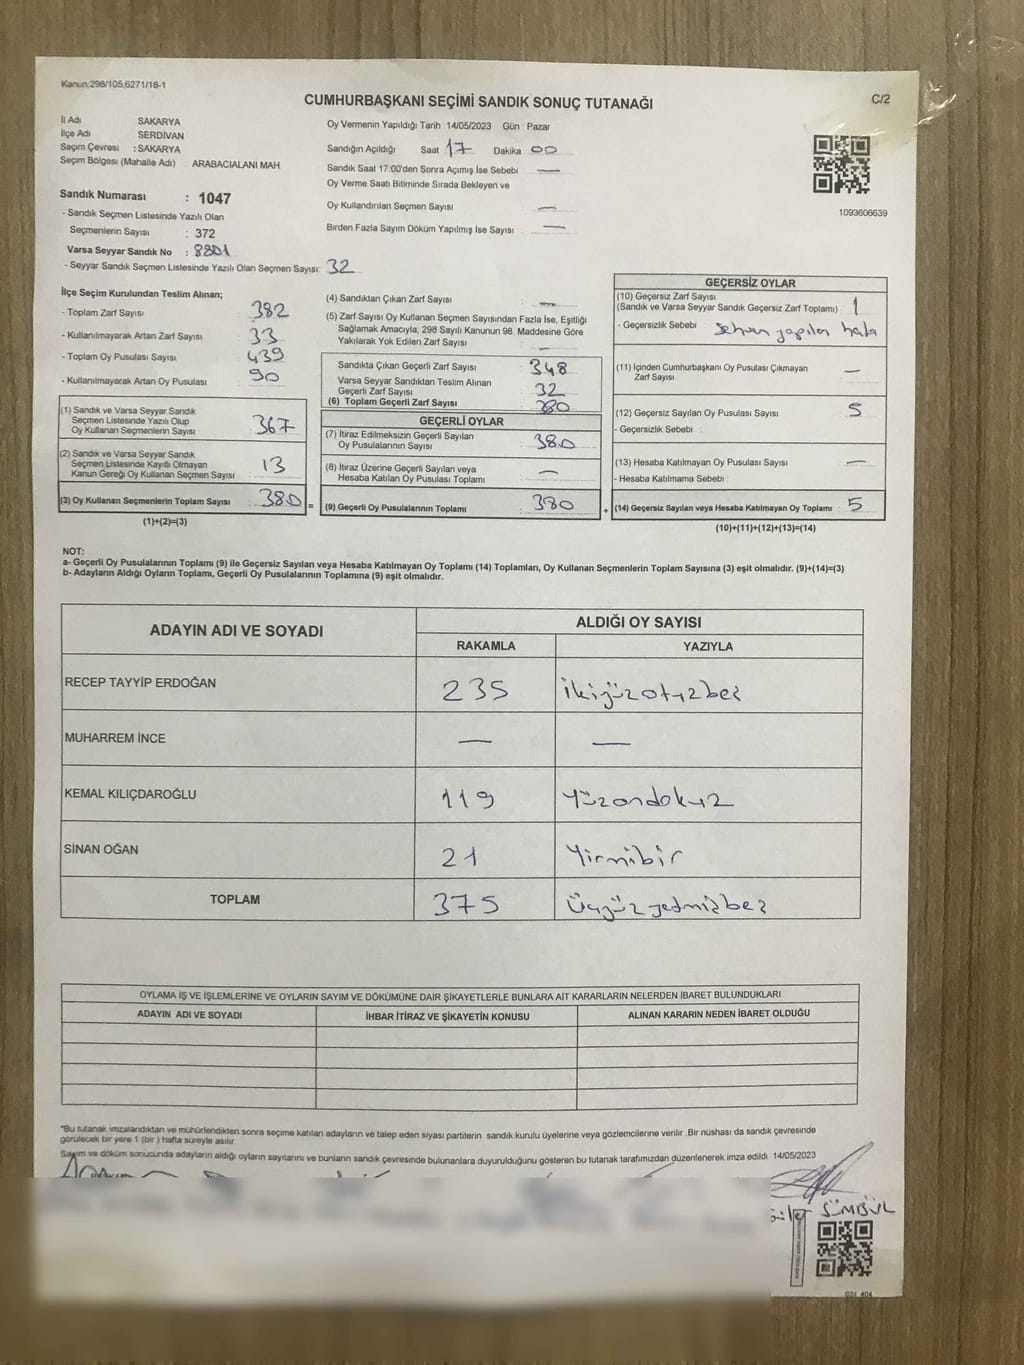 Kanun:298/105,6271/18-1
CUMHURBAŞKANI SEÇİMİ SANDIK SONUÇ TUTANAĞI
C/2
İl Adı SAKARYA
İlçe Adı SERDİVAN
Seçim Çevresi : SAKARYA
Seçim Bölgesi (Mahalle Adı) ARABACIALANI MAH
Oy Vermenin Yapıldığı Tarih : 14/05/2023 Gün : Pazar
Sandığın Açıldığı Saat 17 Dakika 00
Sandık Saat 17:00'den Sonra Açımış İse Sebebi —
Oy Verme Saati Bitiminde Sırada Bekleyen ve
Oy Kullandırılan Seçmen Sayısı —
Birden Fazla Sayım Döküm Yapılmış İse Sayısı —
1093606639
Sandık Numarası : 1047
- Sandık Seçmen Listesinde Yazılı Olan
Seçmenlerin Sayısı : 372
Varsa Seyyar Sandık No : 8801
- Seyyar Sandık Seçmen Listesinde Yazılı Olan Seçmen Sayısı: 32
İlçe Seçim Kurulundan Teslim Alınan;
- Toplam Zarf Sayısı : 382
- Kullanılmayarak Artan Zarf Sayısı : 33
- Toplam Oy Pusulası Sayısı : 439
- Kullanılmayarak Artan Oy Pusulası : 90
(1) Sandık ve Varsa Seyyar Sandık
Seçmen Listesinde Yazılı Olup
Oy Kullanan Seçmenlerin Sayısı : 367
(2) Sandık ve Varsa Seyyar Sandık
Seçmen Listesinde Kayıtlı Olmayan
Kanun Gereği Oy Kullanan Seçmen Sayısı : 13
(3) Oy Kullanan Seçmenlerin Toplam Sayısı : 380 =
(1)+(2)=(3)
(4) Sandıktan Çıkan Zarf Sayısı : —
(5) Zarf Sayısı Oy Kullanan Seçmen Sayısından Fazla İse, Eşitliği
Sağlamak Amacıyla, 298 Sayılı Kanunun 98. Maddesine Göre
Yakılarak Yok Edilen Zarf Sayısı : —
Sandıkta Çıkan Geçerli Zarf Sayısı : 348
Varsa Seyyar Sandıktan Teslim Alınan
Geçerli Zarf Sayısı : 32
(6) Toplam Geçerli Zarf Sayısı : 380
GEÇERLİ OYLAR
(7) İtiraz Edilmeksizin Geçerli Sayılan
Oy Pusulalarının Sayısı : 380
(8) İtiraz Üzerine Geçerli Sayılan veya
Hesaba Katılan Oy Pusulası Toplamı : —
(9) Geçerli Oy Pusulalarının Toplamı : 380 +
GEÇERSİZ OYLAR
(10) Geçersiz Zarf Sayısı
(Sandık ve Varsa Seyyar Sandık Geçersiz Zarf Toplamı) : 1
- Geçersizlik Sebebi : Sehven yapılan hata
(11) İçinden Cumhurbaşkanı Oy Pusulası Çıkmayan
Zarf Sayısı : —
(12) Geçersiz Sayılan Oy Pusulası Sayısı : 5
- Geçersizlik Sebebi :
(13) Hesaba Katılmayan Oy Pusulası Sayısı : —
- Hesaba Katılmama Sebebi :
(14) Geçersiz Sayılan veya Hesaba Katılmayan Oy Toplamı : 5
(10)+(11)+(12)+(13)=(14)
NOT:
a- Geçerli Oy Pusulalarının Toplamı (9) ile Geçersiz Sayılan veya Hesaba Katılmayan Oy Toplamı (14) Toplamları, Oy Kullanan Seçmenlerin Toplam Sayısına (3) eşit olmalıdır. (9)+(14)=(3)
b- Adayların Aldığı Oyların Toplamı, Geçerli Oy Pusulalarının Toplamına (9) eşit olmalıdır.
ADAYIN ADI VE SOYADI
ALDIĞI OY SAYISI
RAKAMLA YAZIYLA
RECEP TAYYİP ERDOĞAN 235 İkiyüzotuzbeş
MUHARREM İNCE — —
KEMAL KILIÇDAROĞLU 119 Yüzondokuz
SİNAN OĞAN 21 Yirmibir
TOPLAM 375 Üçyüzyetmişbeş
OYLAMA İŞ VE İŞLEMLERİNE VE OYLARIN SAYIM VE DÖKÜMÜNE DAİR ŞİKAYETLERLE BUNLARA AİT KARARLARIN NELERDEN İBARET BULUNDUKLARI
ADAYIN ADI VE SOYADI İHBAR İTİRAZ VE ŞİKAYETİN KONUSU ALINAN KARARIN NEDEN İBARET OLDUĞU
*Bu tutanak imzalandıktan ve mühürlendikten sonra seçime katılan adayların ve talep eden siyasi partilerin sandık kurulu üyelerine veya gözlemcilerine verilir. Bir nüshası da sandık çevresinde
görülecek bir yere 1 (bir ) hafta süreyle asılır.
Sayım ve döküm sonucunda adayların aldığı oyların sayılarını ve bunların sandık çevresinde bulunanlara duyurulduğunu gösteren bu tutanak tarafımızdan düzenlenerek imza edildi. 14/05/2023
SÜMBÜL